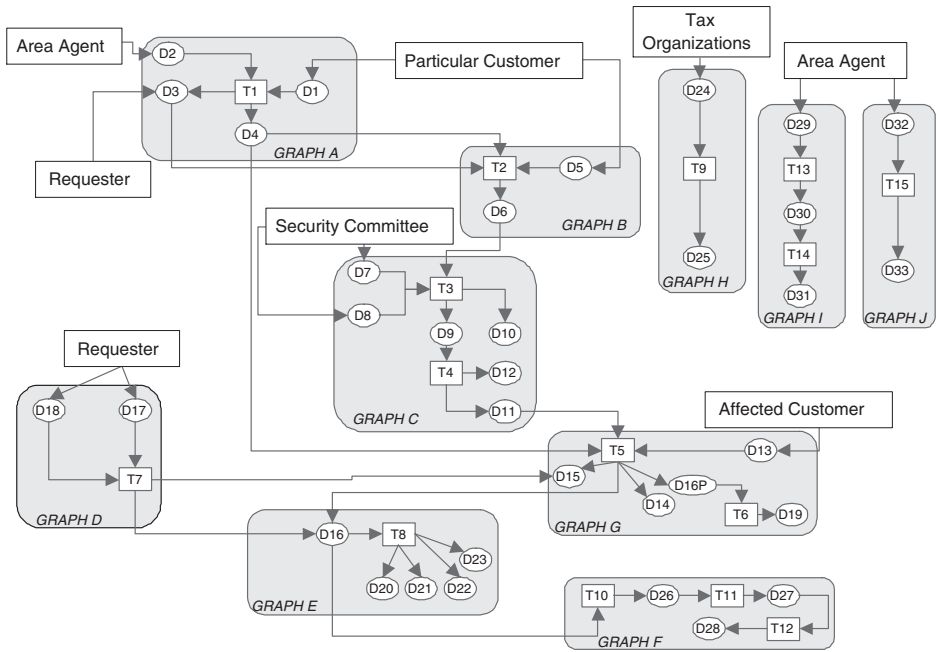 Tax
Organizations
Area Agent
Particular Customer
Area Agent
D2
D3
T1
D1
D4
GRAPH A
Requester
T2
D5
D6
GRAPH B
D24
T9
D25
GRAPH H
D29
T13
D30
T14
D31
GRAPH I
D32
T15
D33
GRAPH J
Security Committee
D7
T3
D8
D9
D10
T4
D12
D11
GRAPH C
Requester
D18
D17
T7
GRAPH D
Affected Customer
T5
D13
D15
D16P
D14
T6
D19
GRAPH G
D16
T8
D23
D20
D21
D22
GRAPH E
T10
D26
T11
D27
D28
T12
GRAPH F